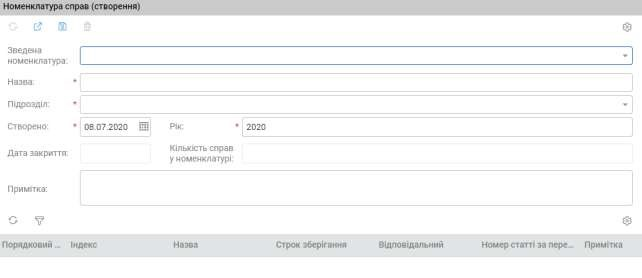 Номенклатура справ (створення)
Зведена
номенклатура:
Назва: *
Підрозділ: *
Створено: * 08.07.2020 Рік: * 2020
Дата закриття: Кількість справ
у номенклатурі:
Примітка:
Порядковий ... Індекс Назва Строк зберігання Відповідальний Номер статті за пере... Примітка